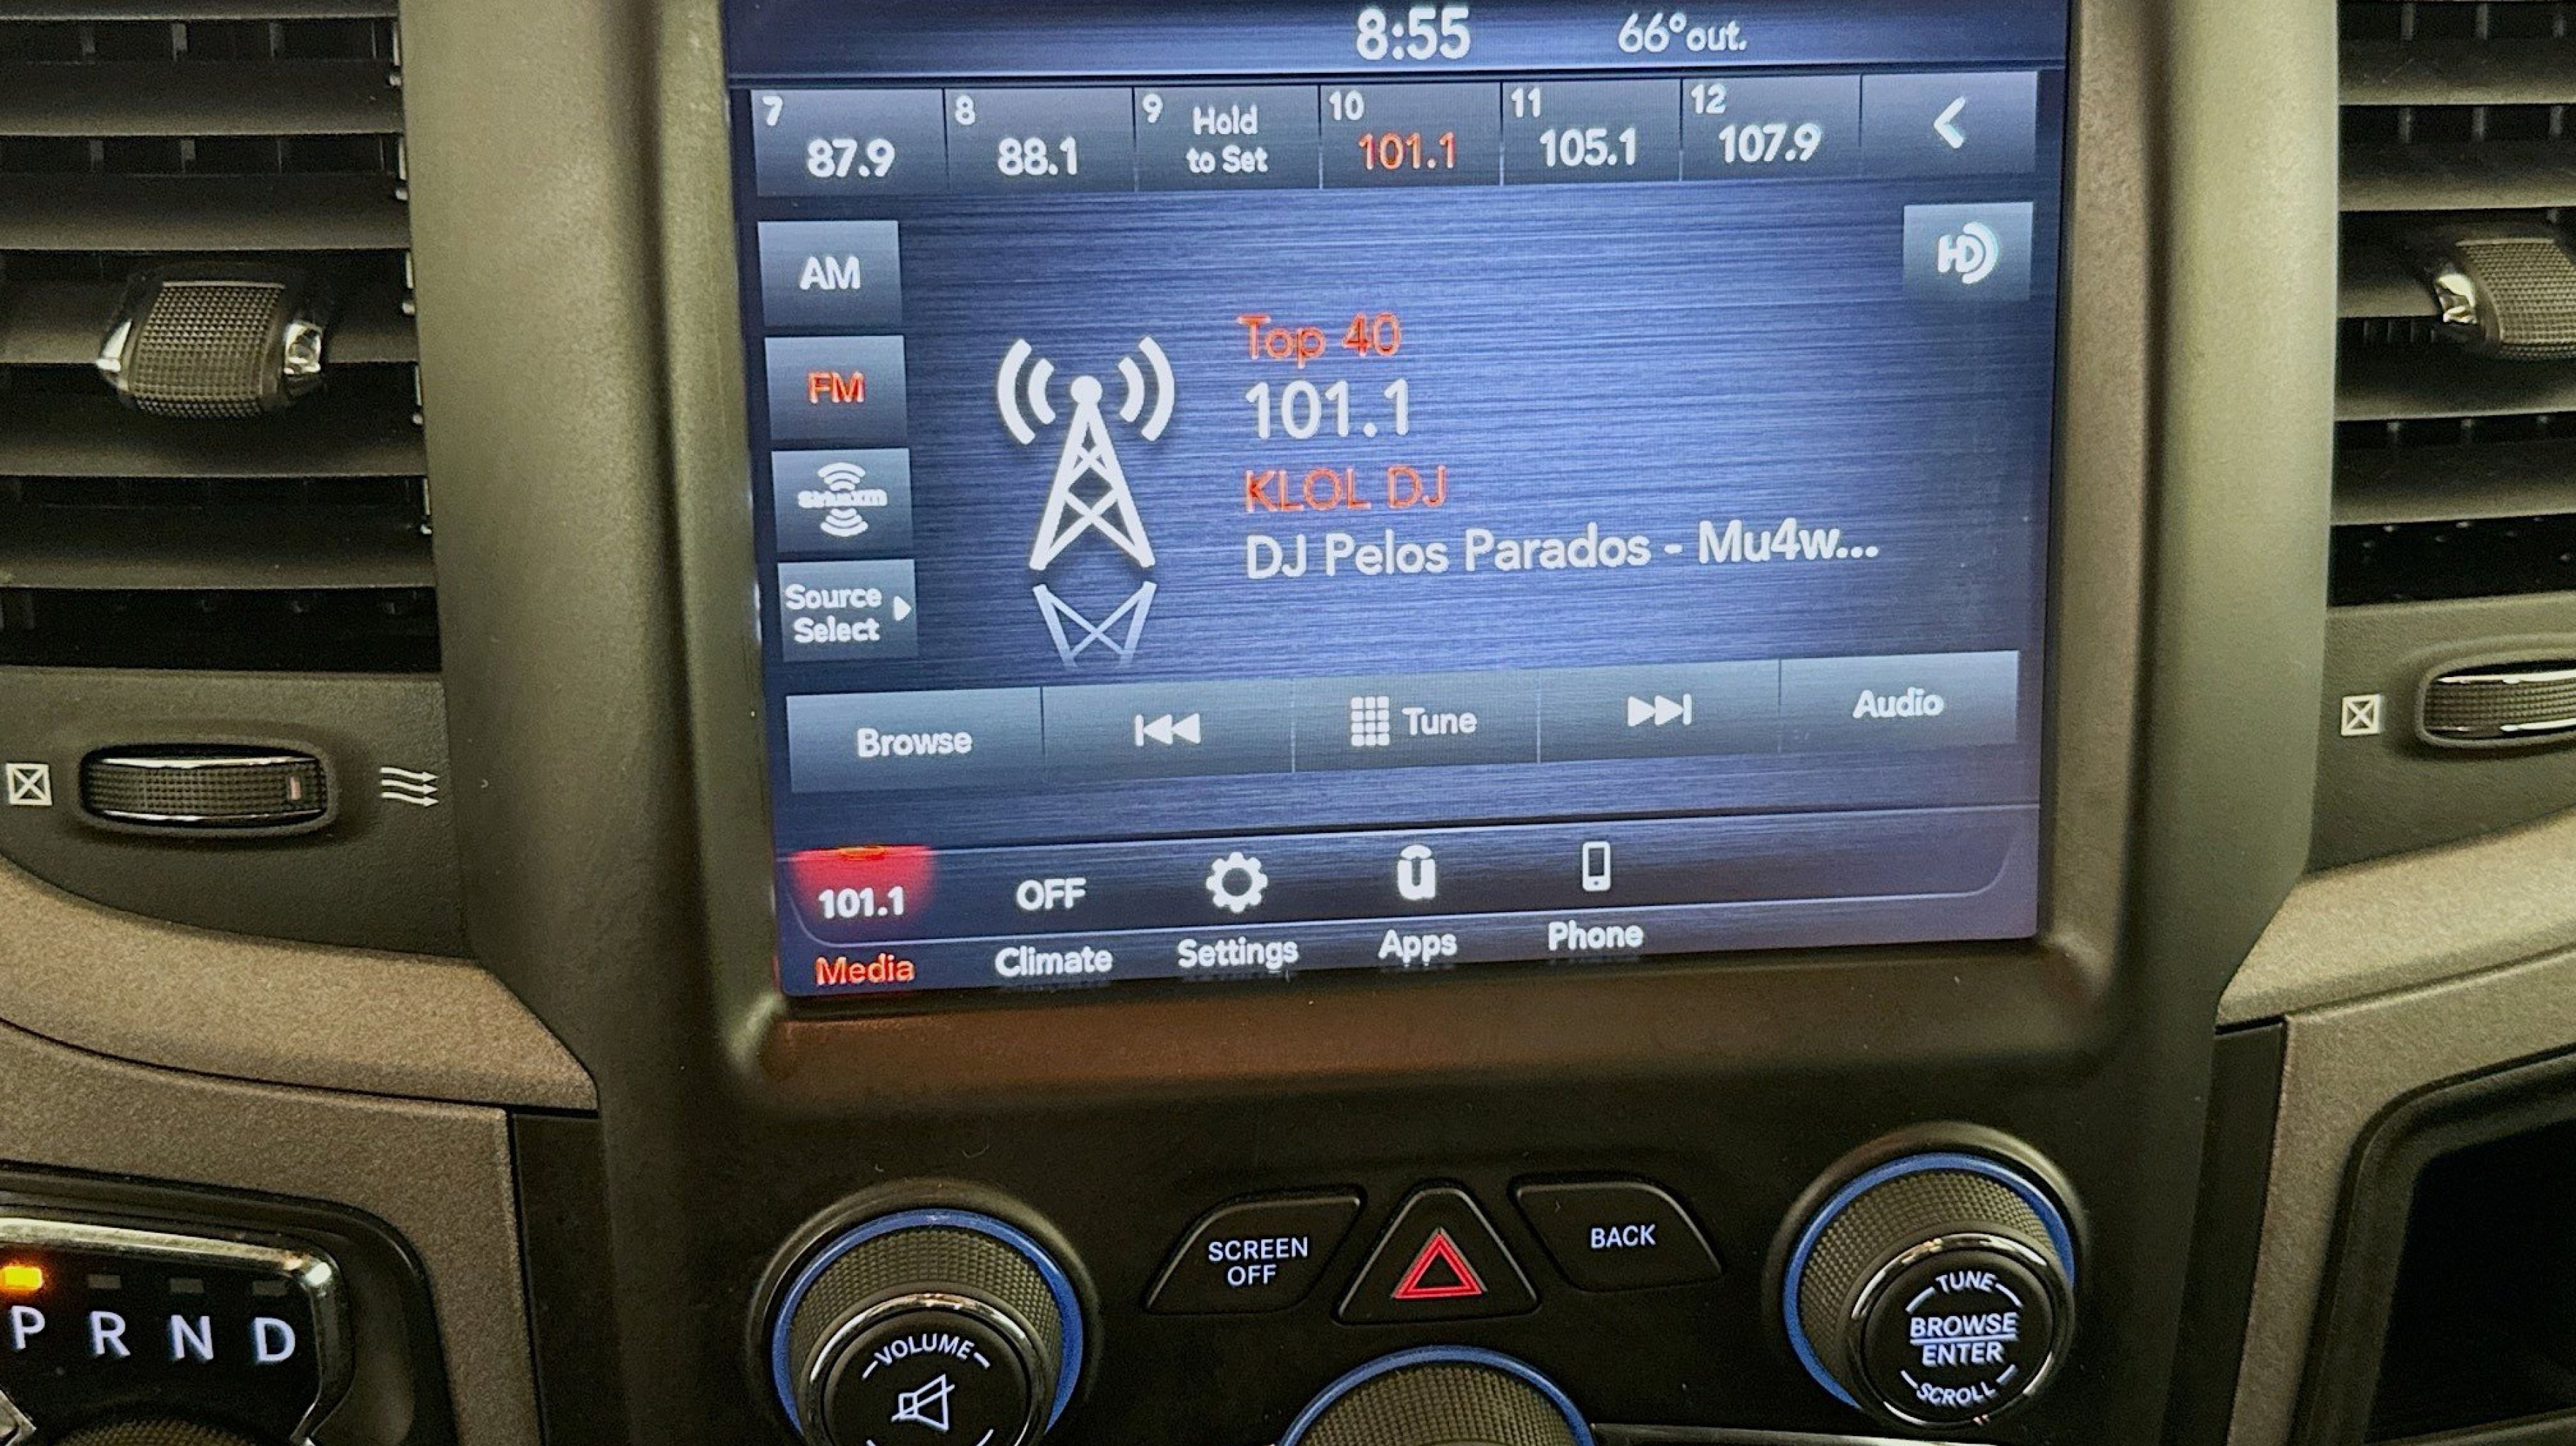 8:55 66°out.
7 87.9
8 88.1
9 Hold
to Set
10 101.1
11 105.1
12 107.9
AM
HD
FM
siriusxm
Source
Select
Top 40
101.1
KLOL DJ
DJ Pelos Parados - Mu4w...
Browse
Tune
Audio
101.1
Media
OFF
Climate
Settings
u
Apps
Phone
SCREEN
OFF
BACK
P R N D
VOLUME
TUNE
BROWSE
ENTER
SCROLL